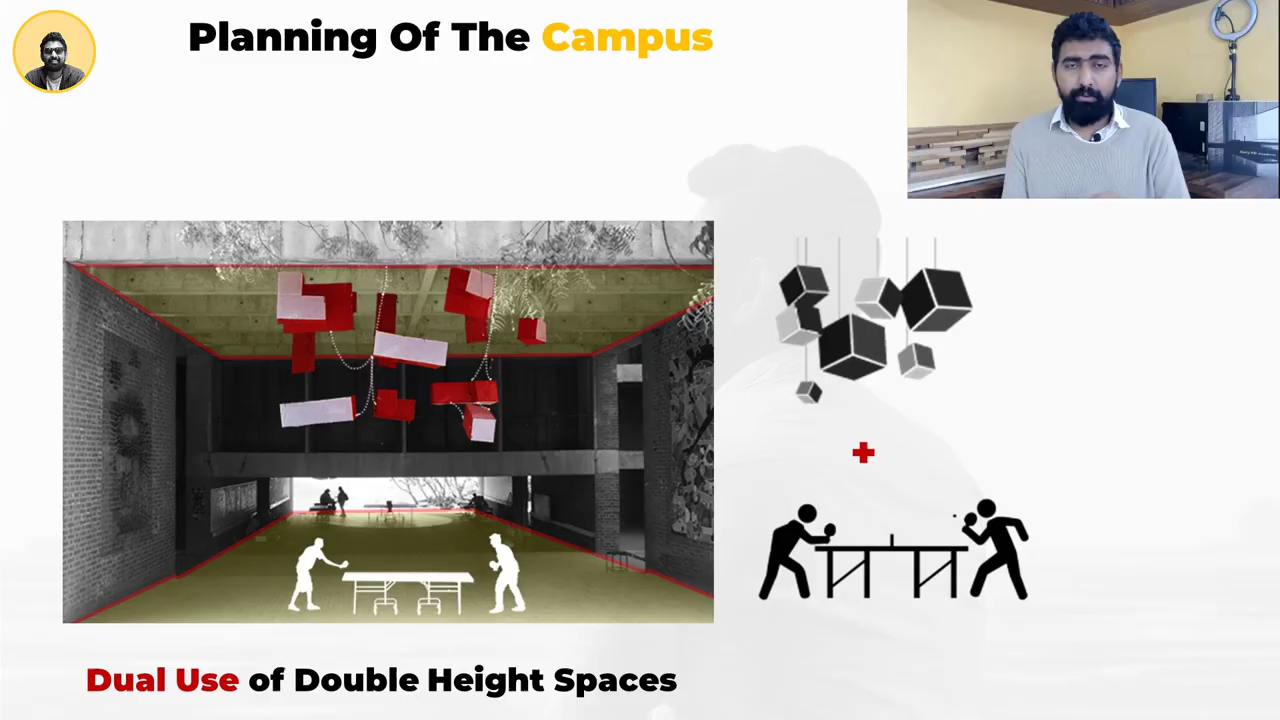 Planning Of The Campus
Dual Use of Double Height Spaces